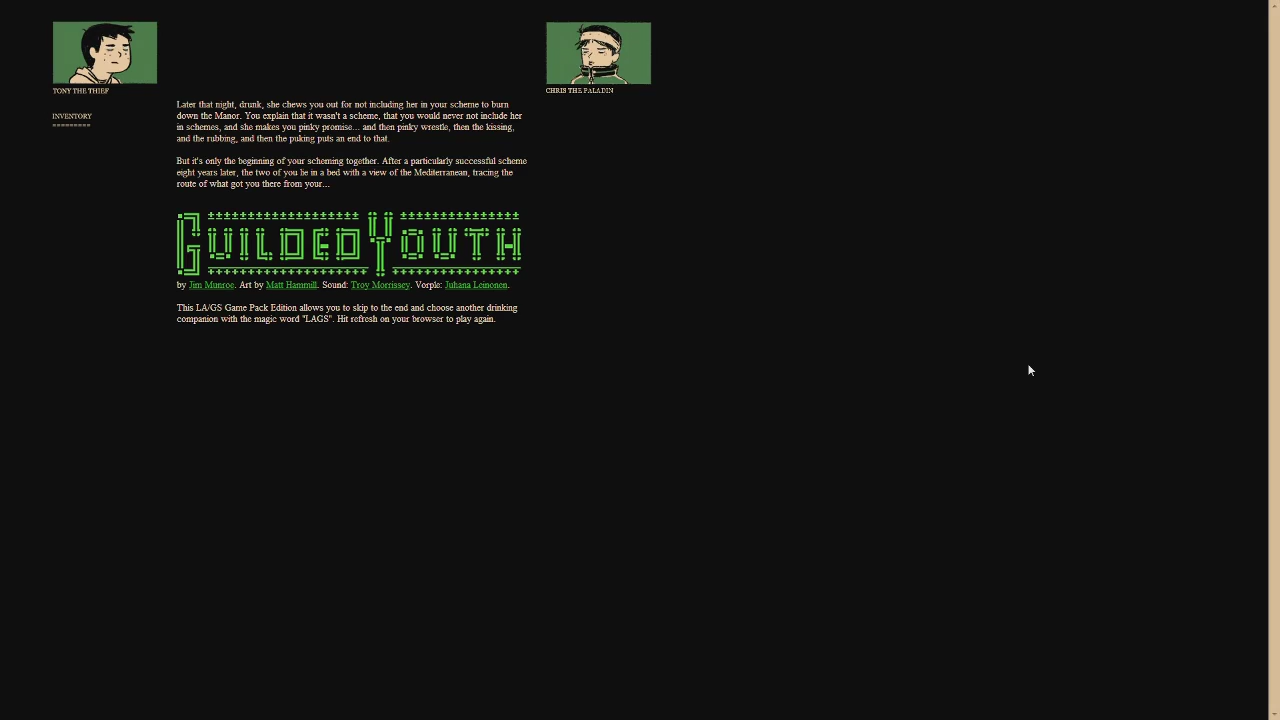 TONY THE THIEF
CHRIS THE PALADIN
INVENTORY
=========
Later that night, drunk, she chews you out for not including her in your scheme to burn
down the Manor. You explain that it wasn't a scheme, that you would never not include her
in schemes, and she makes you pinky promise... and then pinky wrestle, then the kissing,
and the rubbing, and then the puking puts an end to that.
But it's only the beginning of your scheming together. After a particularly successful scheme
eight years later, the two of you lie in a bed with a view of the Mediterranean, tracing the
route of what got you there from your...
GUILDED YOUTH
by Jim Munroe. Art by Matt Hammill. Sound: Troy Morrissey. Vorple: Juhana Leinonen.
This LA/GS Game Pack Edition allows you to skip to the end and choose another drinking
companion with the magic word "LAGS". Hit refresh on your browser to play again.